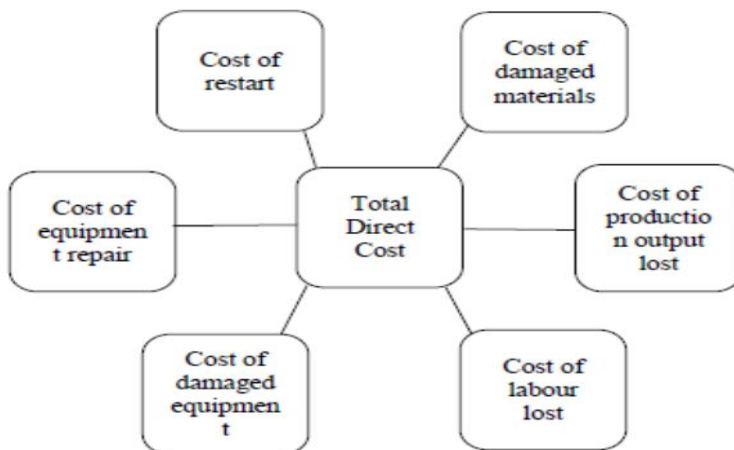 Cost of
restart
Cost of
damaged
materials
Cost of
equipmen
t repair
Total
Direct
Cost
Cost of
productio
n output
lost
Cost of
damaged
equipmen
t
Cost of
labour
lost